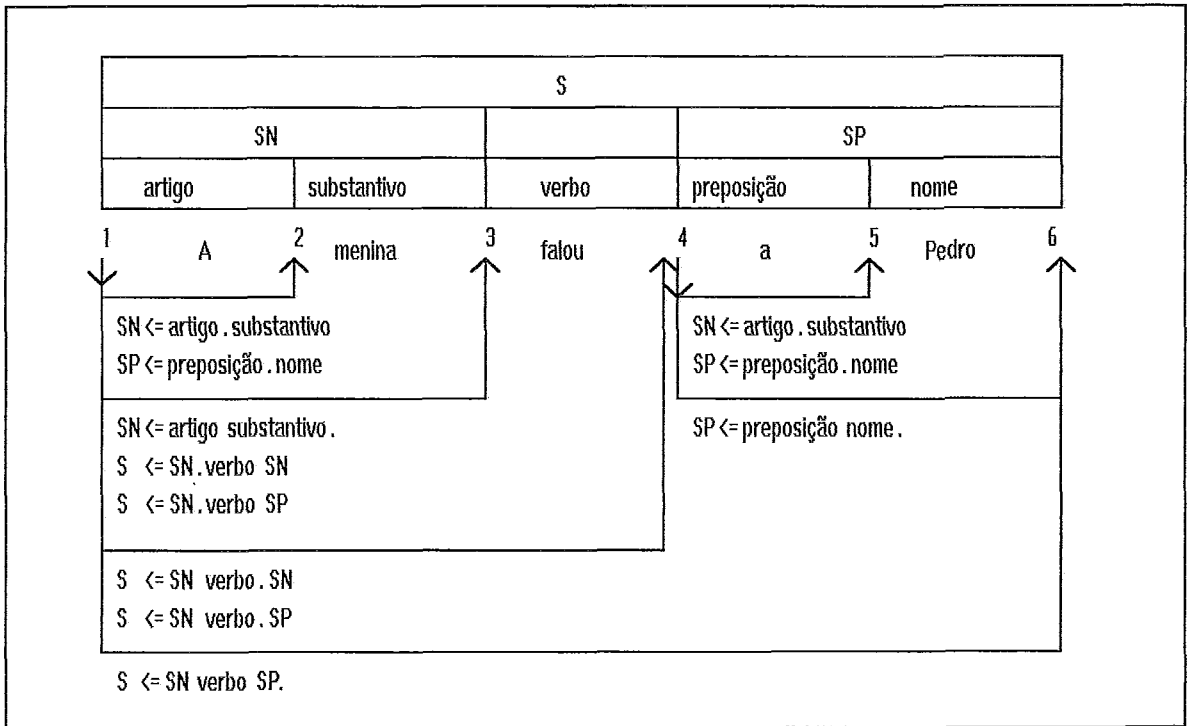 S
SN SP
artigo substantivo verbo preposição nome
1 A 2 menina 3 falou 4 a 5 Pedro 6
SN <= artigo . substantivo SN <= artigo . substantivo
SP <= preposição . nome SP <= preposição . nome
SN <= artigo substantivo . SP <= preposição nome .
S <= SN . verbo SN
S <= SN . verbo SP
S <= SN verbo . SN
S <= SN verbo . SP
S <= SN verbo SP.